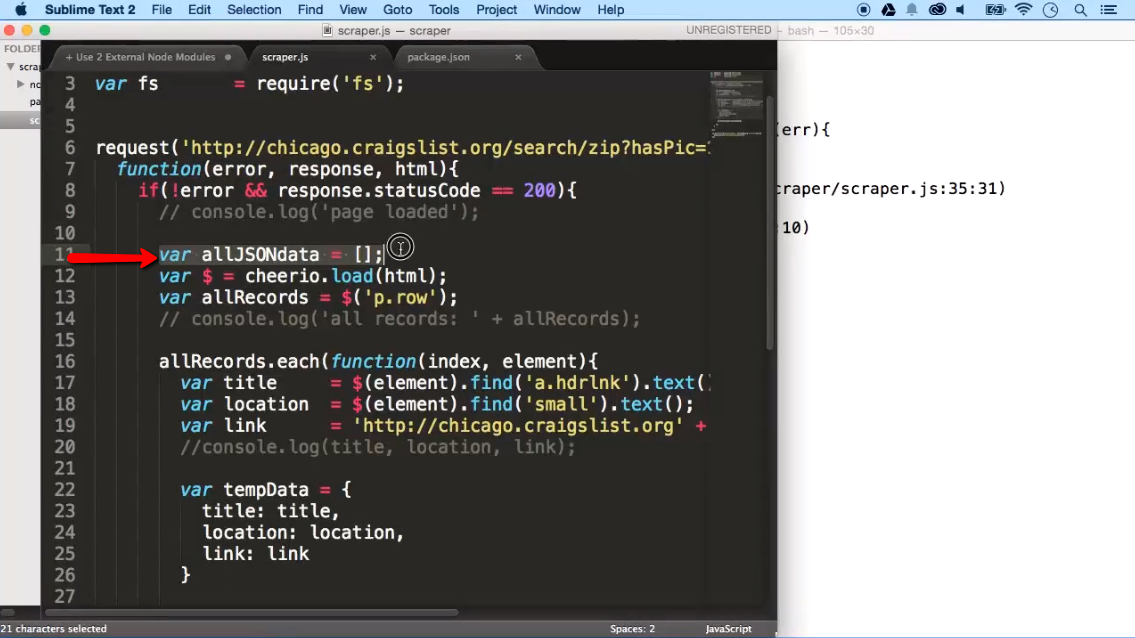 Sublime Text 2 File Edit Selection Find View Goto Tools Project Window Help
scraper.js — scraper UNREGISTERED — bash — 105×30
FOLDER
+ Use 2 External Node Modules scraper.js × package.json ×
scrap
no
pa
sc
3 var fs = require('fs');
4
5
6 request('http://chicago.craigslist.org/search/zip?hasPic=
7 function(error, response, html){
8 if(!error && response.statusCode == 200){
9 // console.log('page loaded');
10
11 var allJSONdata = [];
12 var $ = cheerio.load(html);
13 var allRecords = $('p.row');
14 // console.log('all records: ' + allRecords);
15
16 allRecords.each(function(index, element){
17 var title = $(element).find('a.hdrlnk').text(
18 var location = $(element).find('small').text();
19 var link = 'http://chicago.craigslist.org' +
20 //console.log(title, location, link);
21
22 var tempData = {
23 title: title,
24 location: location,
25 link: link
26 }
27
(err){
craper/scraper.js:35:31)
10)
21 characters selected Spaces: 2 JavaScript